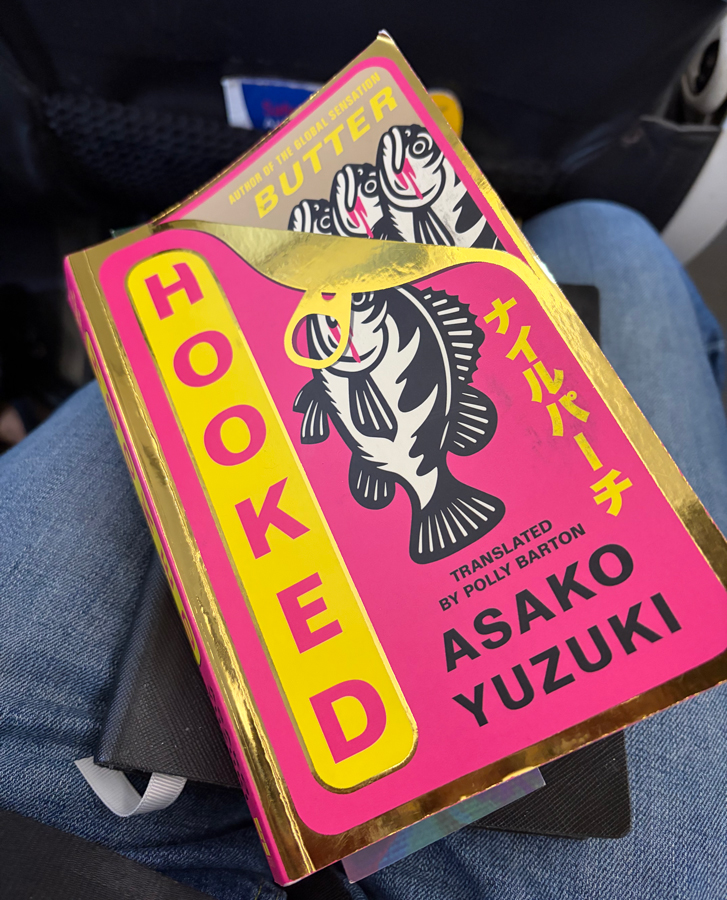 AUTHOR OF THE GLOBAL SENSATION
BUTTER
HOOKED
ナイルパーチ
TRANSLATED
BY POLLY BARTON
ASAKO
YUZUKI